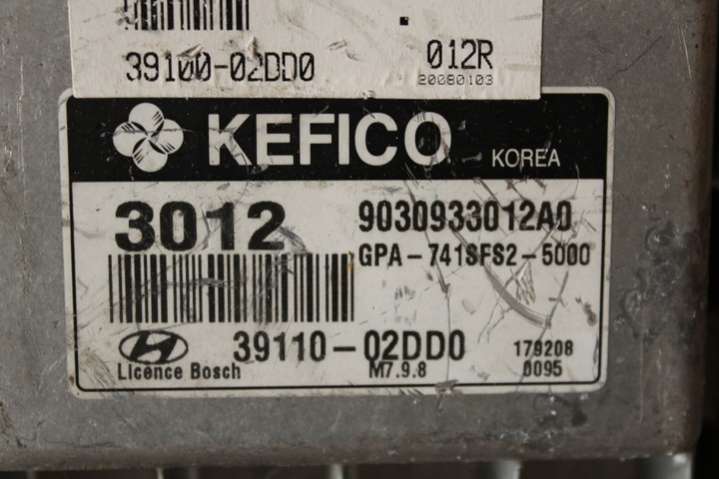 39100-02DD0
012R
20080103
KEFICO KOREA
3012
9030933012A0
GPA-741SFS2-5000
39110-02DD0
179208
Licence Bosch
M7.9.8
0095